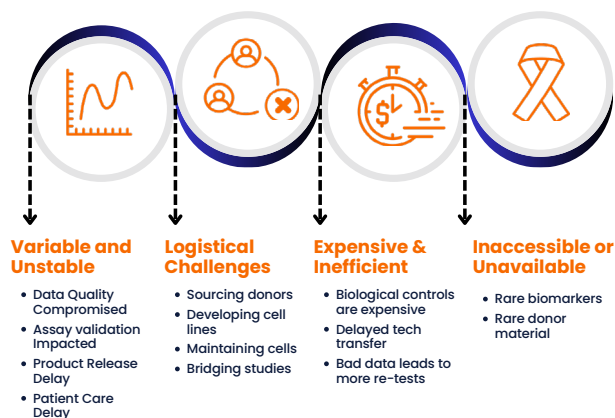 $
Variable and
Unstable
• Data Quality
Compromised
• Assay validation
Impacted
• Product Release
Delay
• Patient Care
Delay
Logistical
Challenges
• Sourcing donors
• Developing cell
lines
• Maintaining cells
• Bridging studies
Expensive &
Inefficient
• Biological controls
are expensive
• Delayed tech
transfer
• Bad data leads to
more re-tests
Inaccessible or
Unavailable
• Rare biomarkers
• Rare donor
material